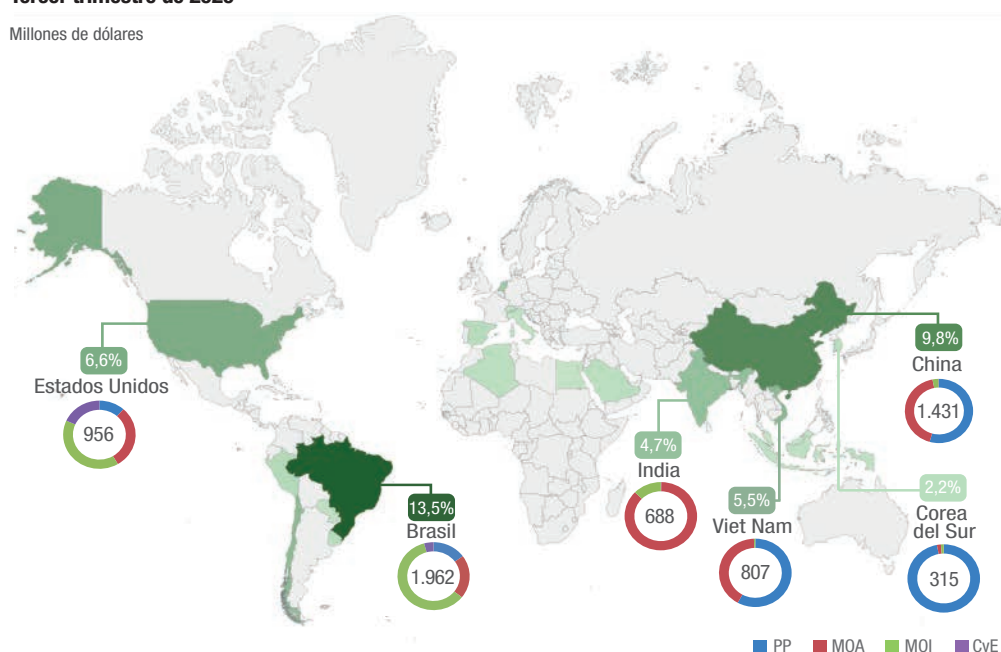 Millones de dólares
6,6%
Estados Unidos
956
13,5%
Brasil
1.962
4,7%
India
688
5,5%
Viet Nam
807
9,8%
China
1.431
2,2%
Corea
del Sur
315
PP
MOA
MOI
CyE